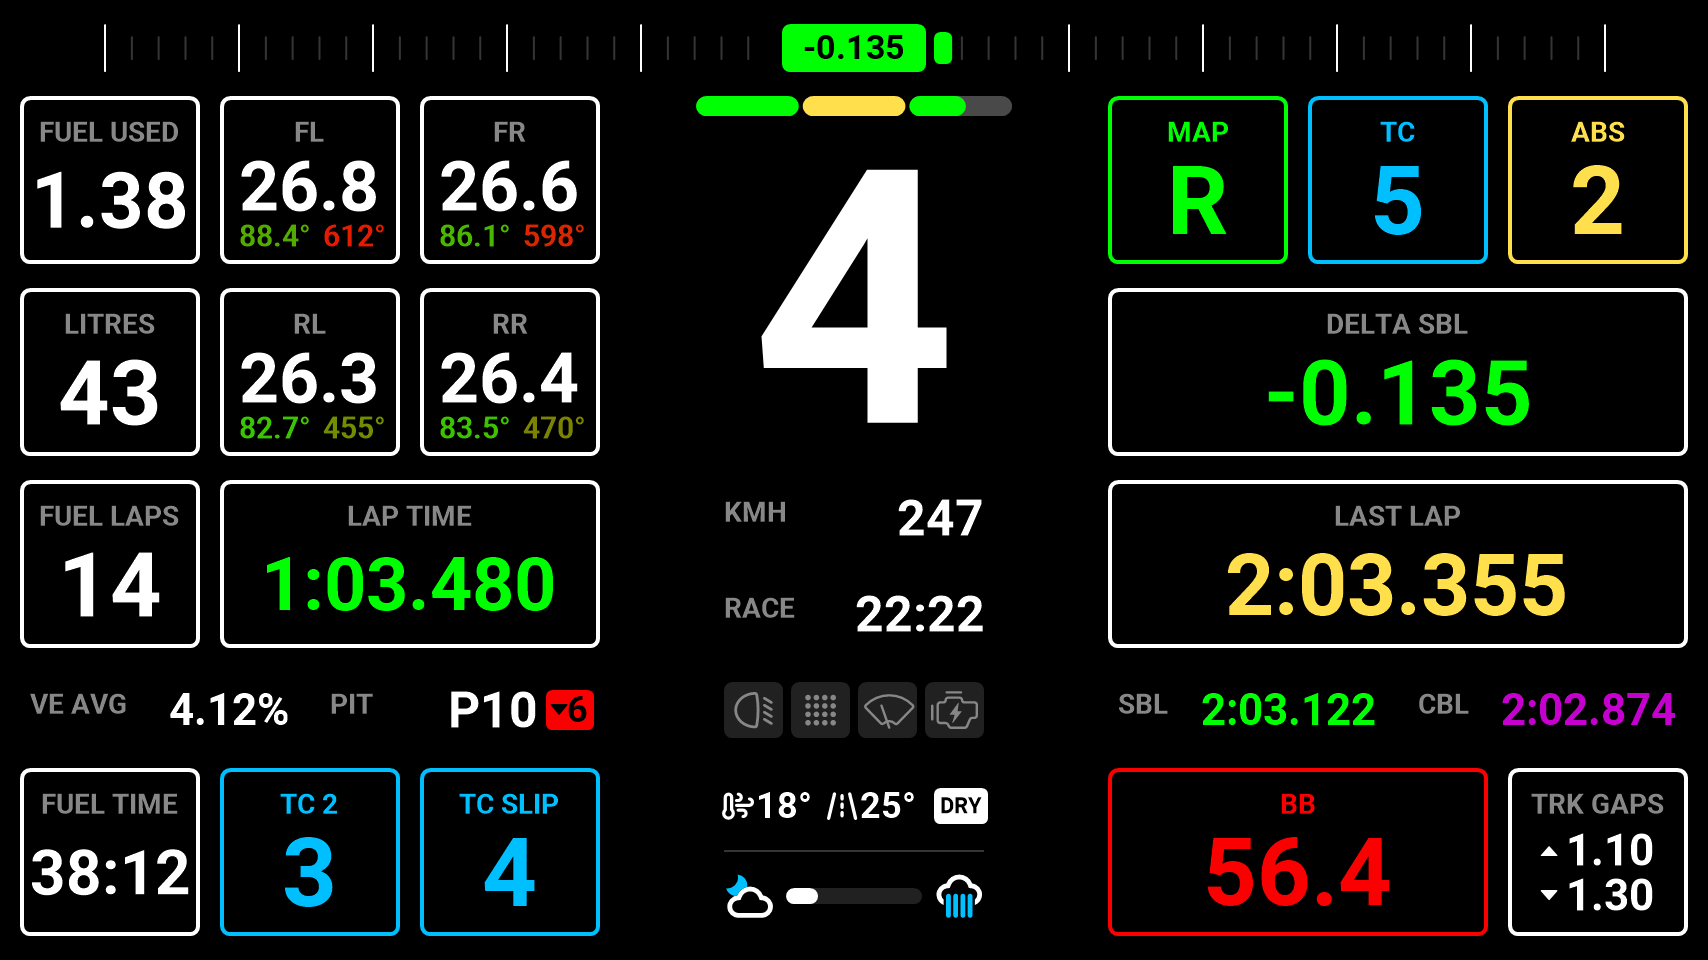 -0.135
FUEL USED
1.38
FL
26.8
88.4° 612°
FR
26.6
86.1° 598°
4
MAP
R
TC
5
ABS
2
LITRES
43
RL
26.3
82.7° 455°
RR
26.4
83.5° 470°
DELTA SBL
-0.135
FUEL LAPS
14
LAP TIME
1:03.480
KMH 247
RACE 22:22
LAST LAP
2:03.355
VE AVG 4.12% PIT P10 6
SBL 2:03.122 CBL 2:02.874
FUEL TIME
38:12
TC 2
3
TC SLIP
4
18° 25° DRY
BB
56.4
TRK GAPS
1.10
1.30